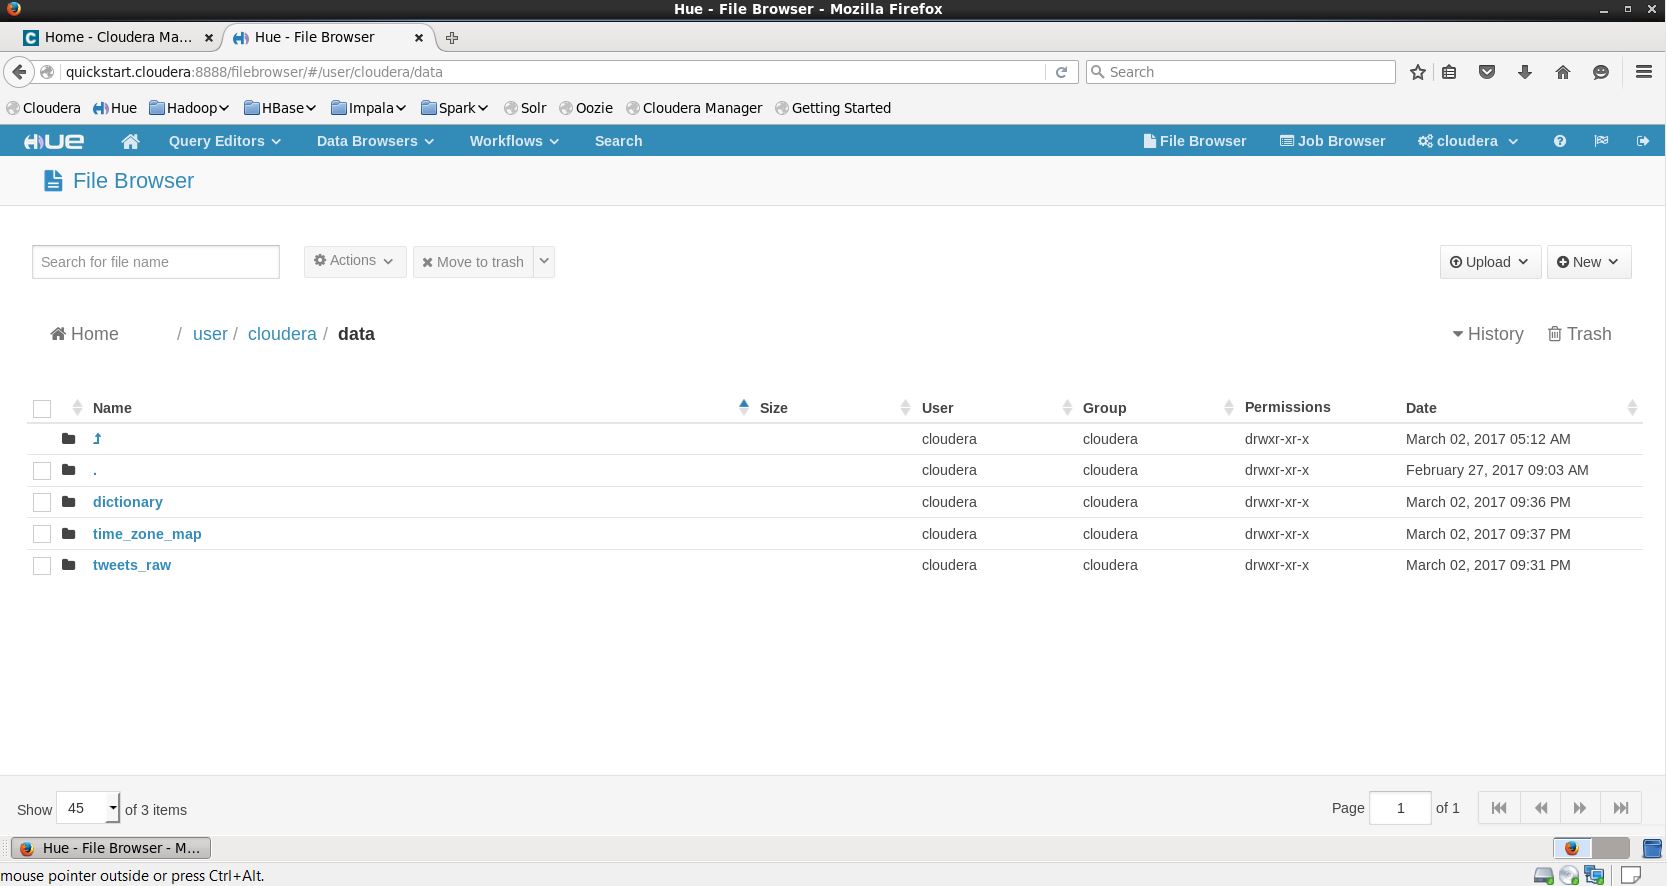 Hue - File Browser - Mozilla Firefox
Home - Cloudera Ma... Hue - File Browser
quickstart.cloudera:8888/filebrowser/#/user/cloudera/data Search
Cloudera Hue Hadoop HBase Impala Spark Solr Oozie Cloudera Manager Getting Started
HUE Query Editors Data Browsers Workflows Search File Browser Job Browser cloudera
File Browser
Search for file name Actions Move to trash Upload New
Home / user / cloudera / data History Trash
Name Size User Group Permissions Date
cloudera cloudera drwxr-xr-x March 02, 2017 05:12 AM
. cloudera cloudera drwxr-xr-x February 27, 2017 09:03 AM
dictionary cloudera cloudera drwxr-xr-x March 02, 2017 09:36 PM
time_zone_map cloudera cloudera drwxr-xr-x March 02, 2017 09:37 PM
tweets_raw cloudera cloudera drwxr-xr-x March 02, 2017 09:31 PM
Show 45 of 3 items Page 1 of 1
Hue - File Browser - M...
mouse pointer outside or press Ctrl+Alt.